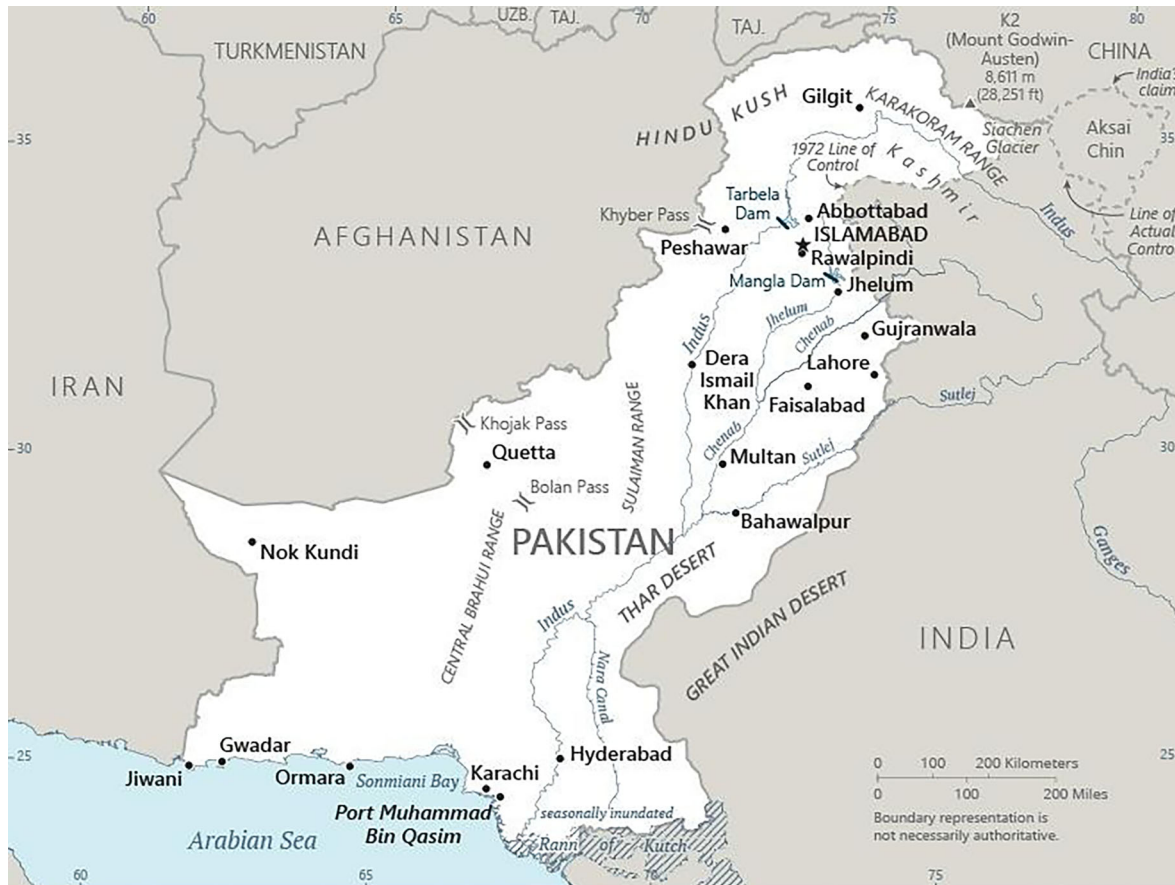 60
65
70
75
80
UZB.
TAJ.
TAJ.
TURKMENISTAN
K2
(Mount Godwin-
Austen)
8,611 m
(28,251 ft)
CHINA
India's
claim
Gilgit
HINDU KUSH
KARAKORAM RANGE
Siachen
Glacier
Aksai
Chin
35
35
1972 Line of
Control
Kashmir
Tarbela
Dam
Khyber Pass
Abbottabad
Indus
Line of
Actual
Control
AFGHANISTAN
Peshawar
ISLAMABAD
Rawalpindi
Mangla Dam
Jhelum
Jhelum
Indus
Chenab
Gujranwala
Dera
Ismail
Khan
Lahore
IRAN
Faisalabad
Sutlej
SULAIMAN RANGE
Khojak Pass
Chenab
30
30
Quetta
Multan
Sutlej
Bolan Pass
Bahawalpur
PAKISTAN
Nok Kundi
Ganges
CENTRAL BRAHUI RANGE
THAR DESERT
Indus
GREAT INDIAN DESERT
INDIA
Nara Canal
25
25
Gwadar
Hyderabad
Jiwani
Ormara
Sonmiani Bay
Karachi
0 100 200 Kilometers
0 100 200 Miles
Port Muhammad
Bin Qasim
seasonally inundated
Boundary representation is
not necessarily authoritative.
Arabian Sea
Rann of Kutch
60
65
70
75